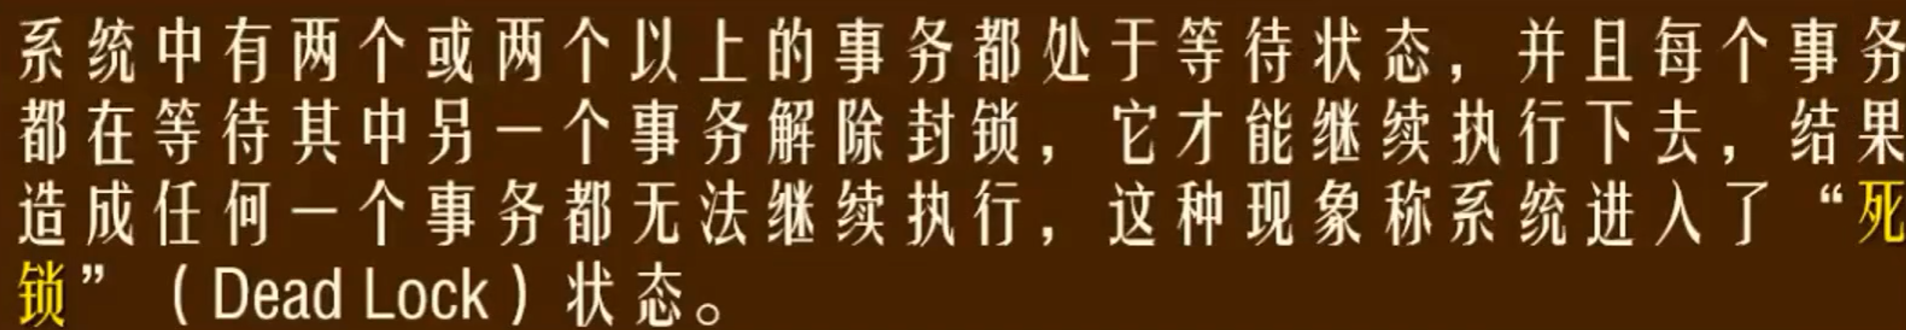 系统中有两个或两个以上的事务都处于等待状态，并且每个事务
都在等待其中另一个事务解除封锁，它才能继续执行下去，结果
造成任何一个事务都无法继续执行，这种现象称系统进入了“死
锁”（Dead Lock）状态。